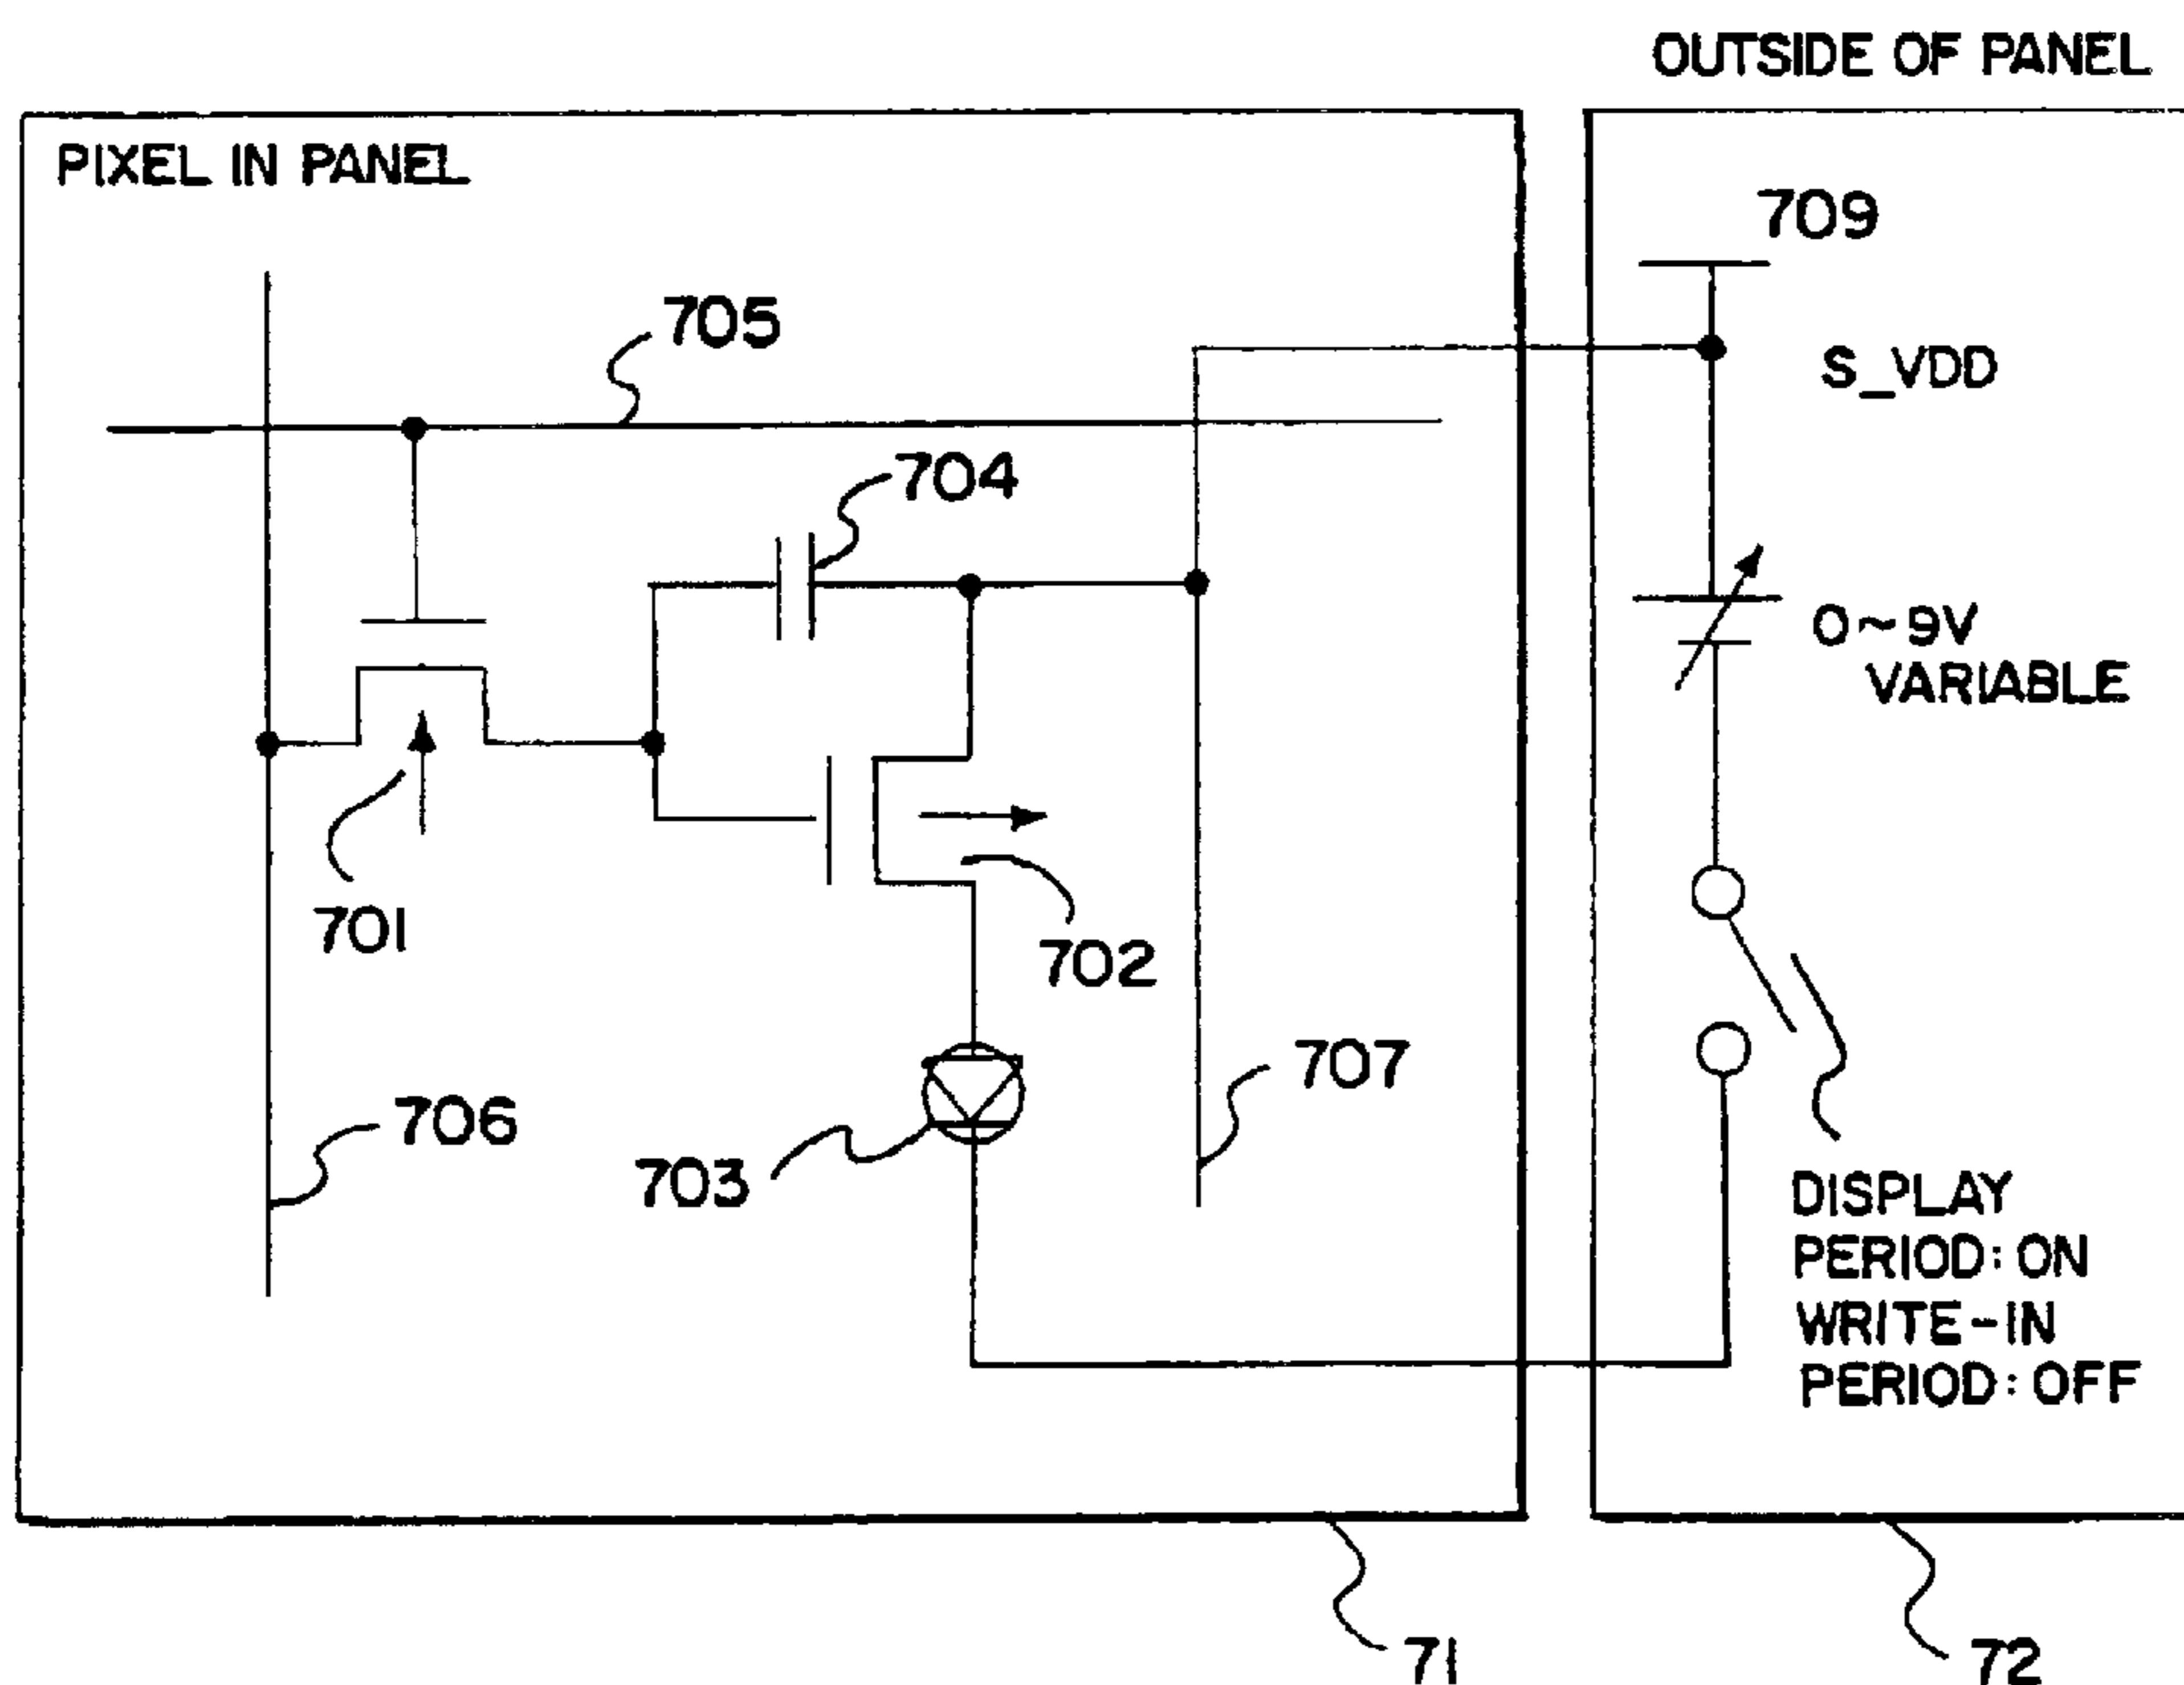 OUTSIDE OF PANEL
PIXEL IN PANEL
709
705
S_VDD
704
0~9V
VARIABLE
701
702
707
706
703
DISPLAY
PERIOD: ON
WRITE-IN
PERIOD: OFF
71
72